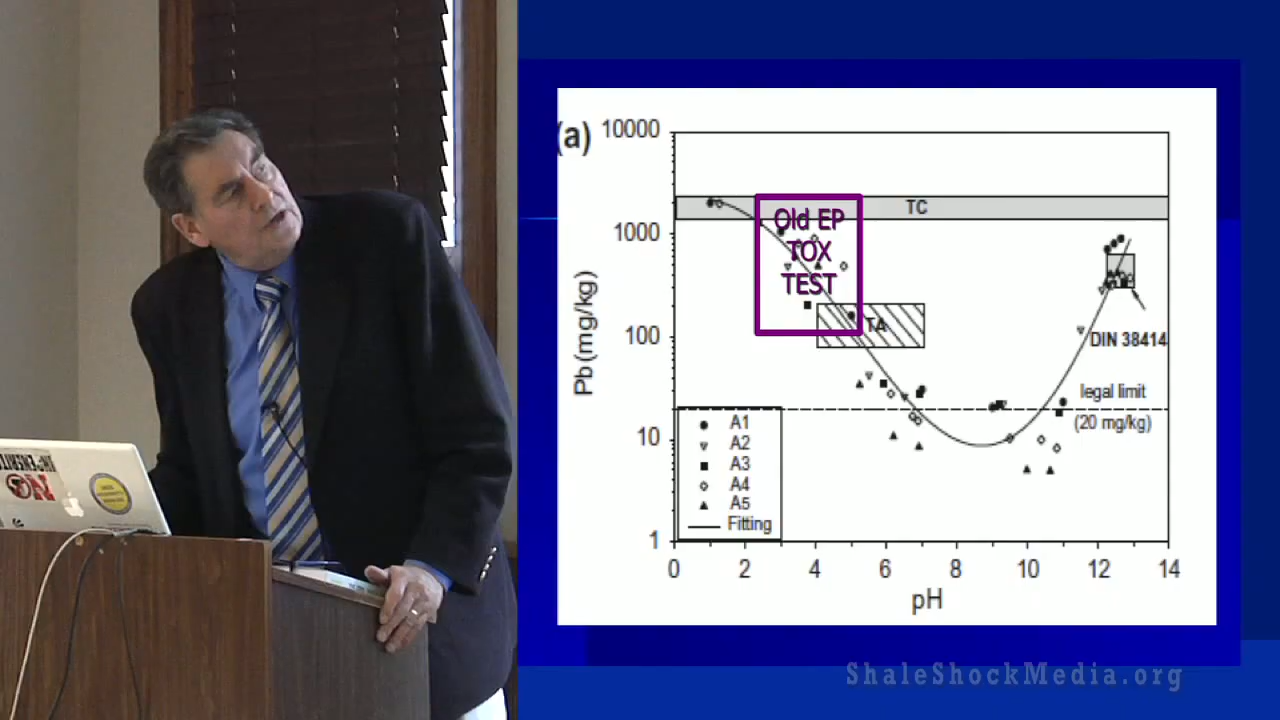 (a)
10000
1000
100
10
1
Pb(mg/kg)
TC
Old EP
TOX
TEST
TA
DIN 38414
legal limit
(20 mg/kg)
A1
A2
A3
A4
A5
Fitting
0 2 4 6 8 10 12 14
pH
NO
ShaleShockMedia.org